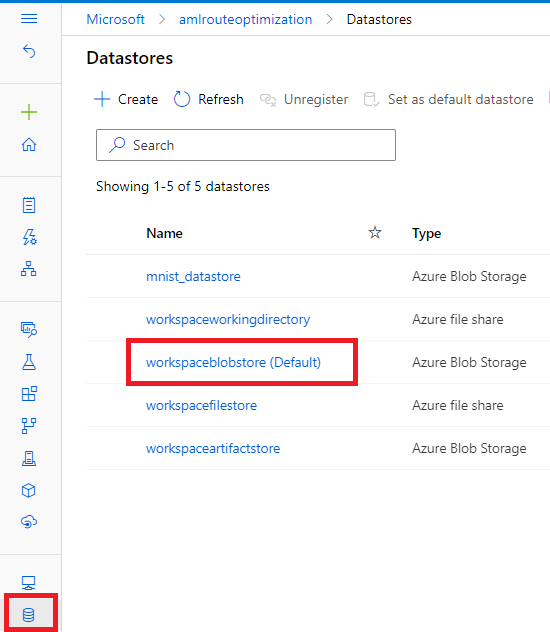 Microsoft > amlrouteoptimization > Datastores
Datastores
Create Refresh Unregister Set as default datastore
Search
Showing 1-5 of 5 datastores
Name Type
mnist_datastore Azure Blob Storage
workspaceworkingdirectory Azure file share
workspaceblobstore (Default) Azure Blob Storage
workspacefilestore Azure file share
workspaceartifactstore Azure Blob Storage